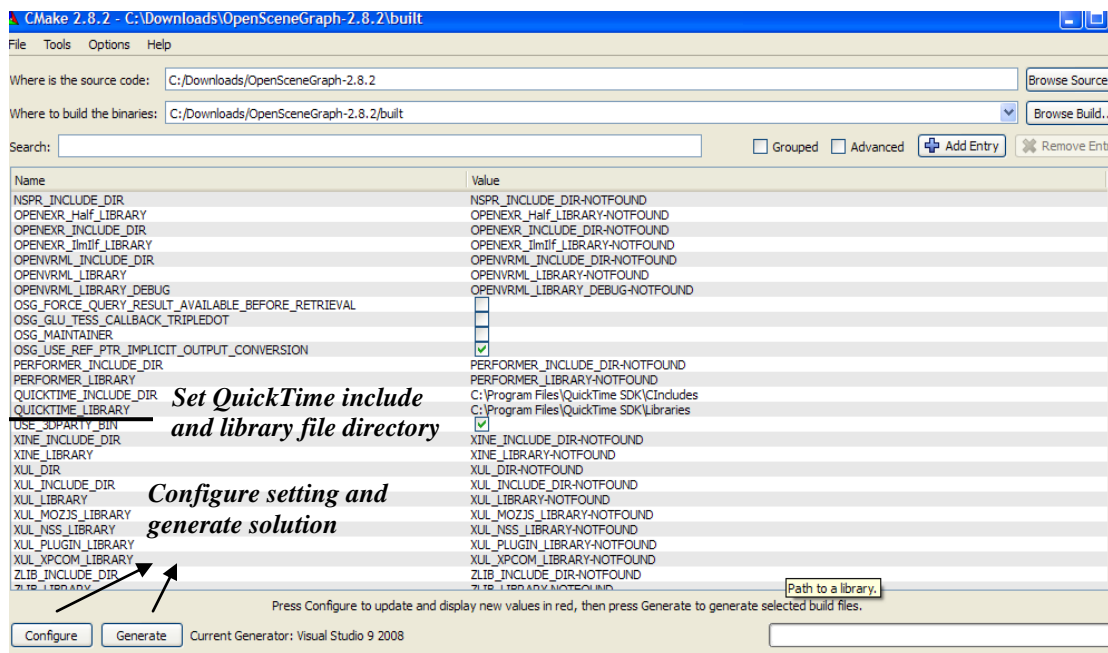 CMake 2.8.2 - C:\Downloads\OpenSceneGraph-2.8.2\built
File Tools Options Help
Where is the source code: C:/Downloads/OpenSceneGraph-2.8.2 Browse Source
Where to build the binaries: C:/Downloads/OpenSceneGraph-2.8.2/built Browse Build..
Search: Grouped Advanced Add Entry Remove Ent
Name Value
NSPR_INCLUDE_DIR NSPR_INCLUDE_DIR-NOTFOUND
OPENEXR_Half_LIBRARY OPENEXR_Half_LIBRARY-NOTFOUND
OPENEXR_INCLUDE_DIR OPENEXR_INCLUDE_DIR-NOTFOUND
OPENEXR_IlmIlf_LIBRARY OPENEXR_IlmIlf_LIBRARY-NOTFOUND
OPENVRML_INCLUDE_DIR OPENVRML_INCLUDE_DIR-NOTFOUND
OPENVRML_LIBRARY OPENVRML_LIBRARY-NOTFOUND
OPENVRML_LIBRARY_DEBUG OPENVRML_LIBRARY_DEBUG-NOTFOUND
OSG_FORCE_QUERY_RESULT_AVAILABLE_BEFORE_RETRIEVAL
OSG_GLU_TESS_CALLBACK_TRIPLEDOT
OSG_MAINTAINER
OSG_USE_REF_PTR_IMPLICIT_OUTPUT_CONVERSION
PERFORMER_INCLUDE_DIR PERFORMER_INCLUDE_DIR-NOTFOUND
PERFORMER_LIBRARY PERFORMER_LIBRARY-NOTFOUND
QUICKTIME_INCLUDE_DIR C:\Program Files\QuickTime SDK\CIncludes
QUICKTIME_LIBRARY C:\Program Files\QuickTime SDK\Libraries
Set QuickTime include
and library file directory
USE_3DPARTY_BIN
XINE_INCLUDE_DIR XINE_INCLUDE_DIR-NOTFOUND
XINE_LIBRARY XINE_LIBRARY-NOTFOUND
XUL_DIR XUL_DIR-NOTFOUND
XUL_INCLUDE_DIR XUL_INCLUDE_DIR-NOTFOUND
XUL_LIBRARY XUL_LIBRARY-NOTFOUND
XUL_MOZJS_LIBRARY XUL_MOZJS_LIBRARY-NOTFOUND
XUL_NSS_LIBRARY XUL_NSS_LIBRARY-NOTFOUND
XUL_PLUGIN_LIBRARY XUL_PLUGIN_LIBRARY-NOTFOUND
XUL_XPCOM_LIBRARY XUL_XPCOM_LIBRARY-NOTFOUND
Configure setting and
generate solution
ZLIB_INCLUDE_DIR ZLIB_INCLUDE_DIR-NOTFOUND
ZLIB_LIBRARY ZLIB_LIBRARY-NOTFOUND
Path to a library.
Press Configure to update and display new values in red, then press Generate to generate selected build files.
Configure Generate Current Generator: Visual Studio 9 2008